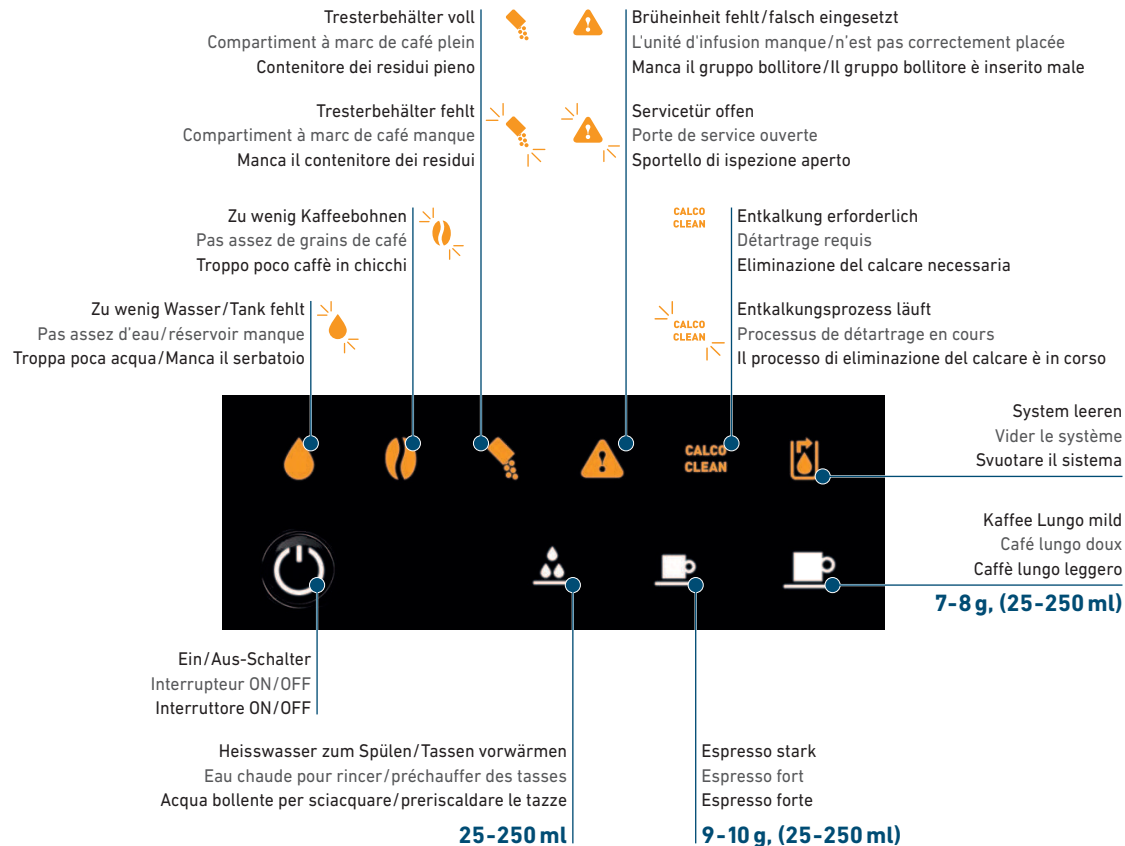 Tresterbehälter voll
Compartiment à marc de café plein
Contenitore dei residui pieno
Brüheinheit fehlt/falsch eingesetzt
L'unité d'infusion manque/n'est pas correctement placée
Manca il gruppo bollitore/Il gruppo bollitore è inserito male
Tresterbehälter fehlt
Compartiment à marc de café manque
Manca il contenitore dei residui
Servicetür offen
Porte de service ouverte
Sportello di ispezione aperto
Zu wenig Kaffeebohnen
Pas assez de grains de café
Troppo poco caffè in chicchi
CALCO
CLEAN
Entkalkung erforderlich
Détartrage requis
Eliminazione del calcare necessaria
Zu wenig Wasser/Tank fehlt
Pas assez d'eau/réservoir manque
Troppa poca acqua/Manca il serbatoio
CALCO
CLEAN
Entkalkungsprozess läuft
Processus de détartrage en cours
Il processo di eliminazione del calcare è in corso
CALCO
CLEAN
System leeren
Vider le système
Svuotare il sistema
Kaffee Lungo mild
Café lungo doux
Caffè lungo leggero
7-8 g, (25-250 ml)
Ein/Aus-Schalter
Interrupteur ON/OFF
Interruttore ON/OFF
Heisswasser zum Spülen/Tassen vorwärmen
Eau chaude pour rincer/préchauffer des tasses
Acqua bollente per sciacquare/preriscaldare le tazze
25-250 ml
Espresso stark
Espresso fort
Espresso forte
9-10 g, (25-250 ml)